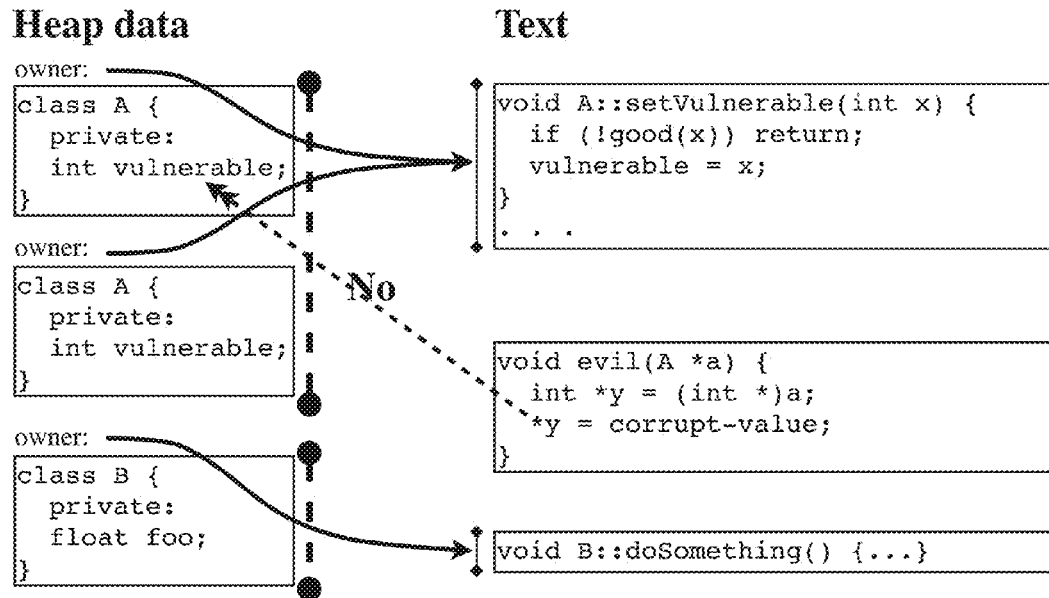 Heap data
owner:
class A {
private:
int vulnerable;
}
owner:
class A {
private:
int vulnerable;
}
owner:
class B {
private:
float foo;
}
Text
void A::setVulnerable(int x) {
if (!good(x)) return;
vulnerable = x;
}
. . .
No
void evil(A *a) {
int *y = (int *)a;
*y = corrupt-value;
}
void B::doSomething() {...}